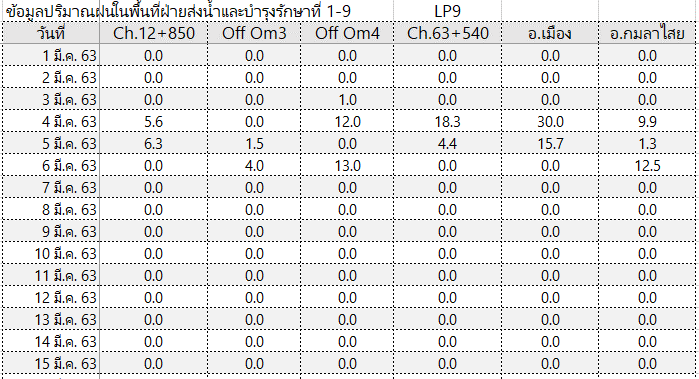 ข้อมูลปริมาณฝนในพื้นที่ฝ่ายส่งน้ำและบำรุงรักษาที่ 1-9 LP9
วันที่ Ch.12+850 Off Om3 Off Om4 Ch.63+540 อ.เมือง อ.กมลาไสย
1 มี.ค. 63 0.0 0.0 0.0 0.0 0.0 0.0
2 มี.ค. 63 0.0 0.0 0.0 0.0 0.0 0.0
3 มี.ค. 63 0.0 0.0 1.0 0.0 0.0 0.0
4 มี.ค. 63 5.6 0.0 12.0 18.3 30.0 9.9
5 มี.ค. 63 6.3 1.5 0.0 4.4 15.7 1.3
6 มี.ค. 63 0.0 4.0 13.0 0.0 0.0 12.5
7 มี.ค. 63 0.0 0.0 0.0 0.0 0.0 0.0
8 มี.ค. 63 0.0 0.0 0.0 0.0 0.0 0.0
9 มี.ค. 63 0.0 0.0 0.0 0.0 0.0 0.0
10 มี.ค. 63 0.0 0.0 0.0 0.0 0.0 0.0
11 มี.ค. 63 0.0 0.0 0.0 0.0 0.0 0.0
12 มี.ค. 63 0.0 0.0 0.0 0.0 0.0 0.0
13 มี.ค. 63 0.0 0.0 0.0 0.0 0.0 0.0
14 มี.ค. 63 0.0 0.0 0.0 0.0 0.0 0.0
15 มี.ค. 63 0.0 0.0 0.0 0.0 0.0 0.0